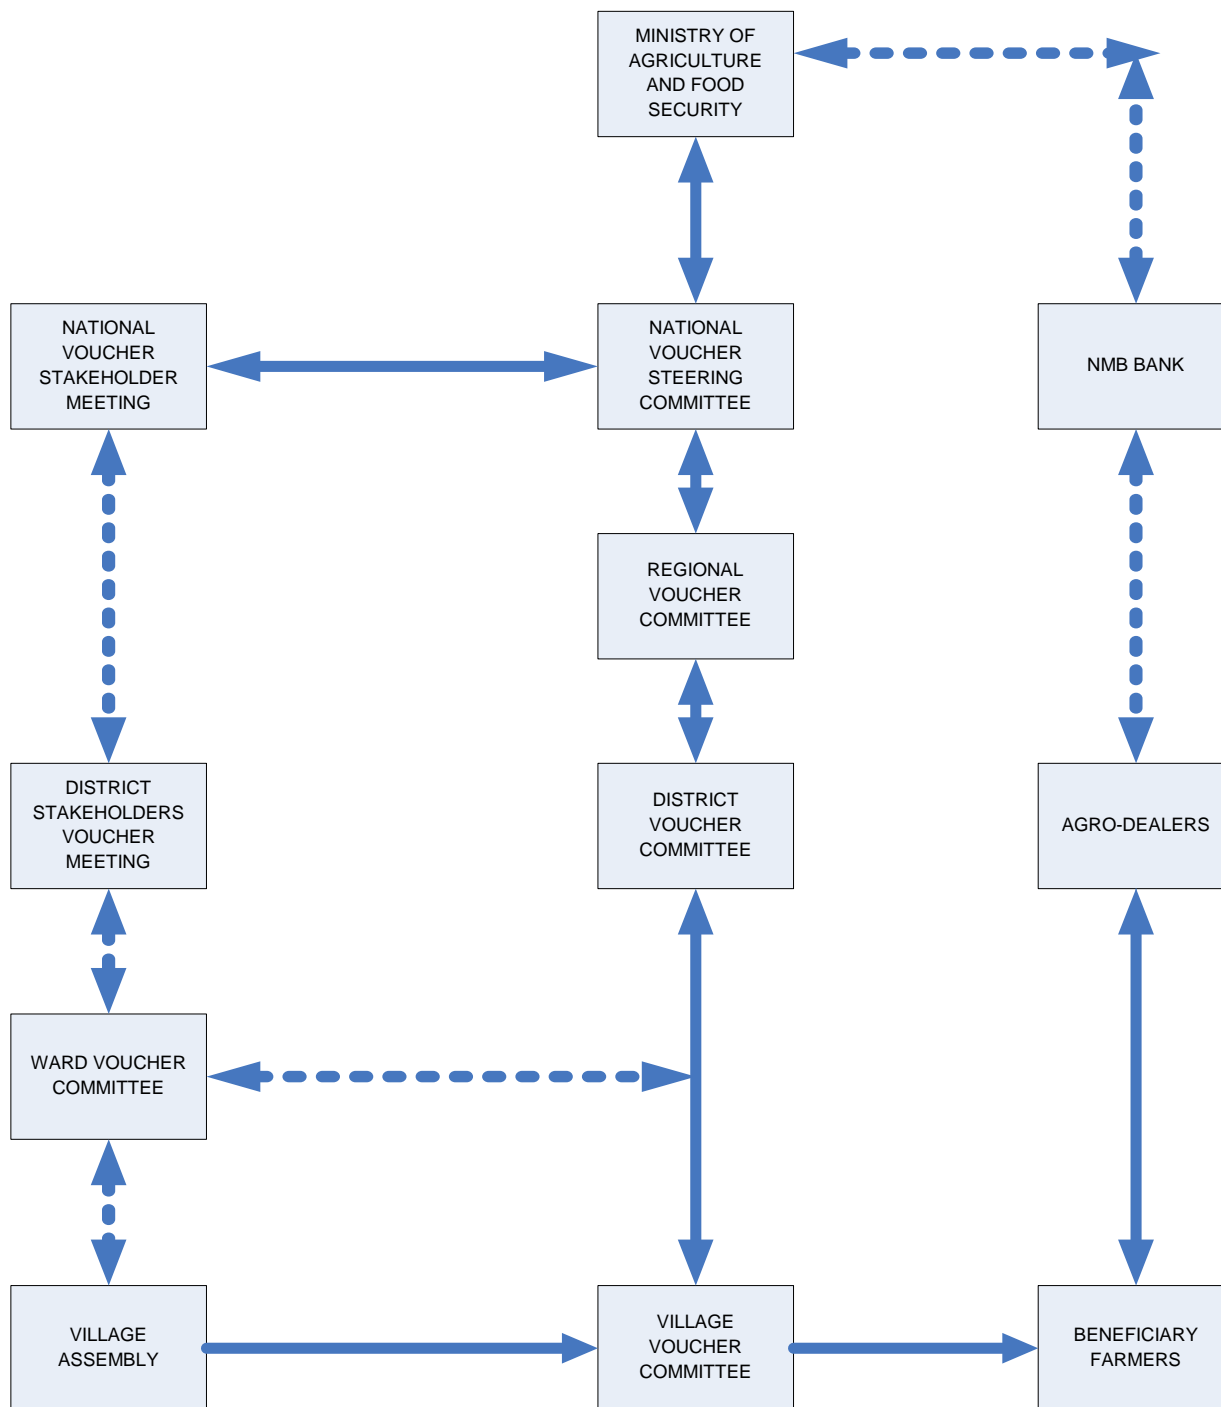 MINISTRY OF
AGRICULTURE
AND FOOD
SECURITY
NATIONAL
VOUCHER
STAKEHOLDER
MEETING
NATIONAL
VOUCHER
STEERING
COMMITTEE
NMB BANK
REGIONAL
VOUCHER
COMMITTEE
DISTRICT
STAKEHOLDERS
VOUCHER
MEETING
DISTRICT
VOUCHER
COMMITTEE
AGRO-DEALERS
WARD VOUCHER
COMMITTEE
VILLAGE
ASSEMBLY
VILLAGE
VOUCHER
COMMITTEE
BENEFICIARY
FARMERS